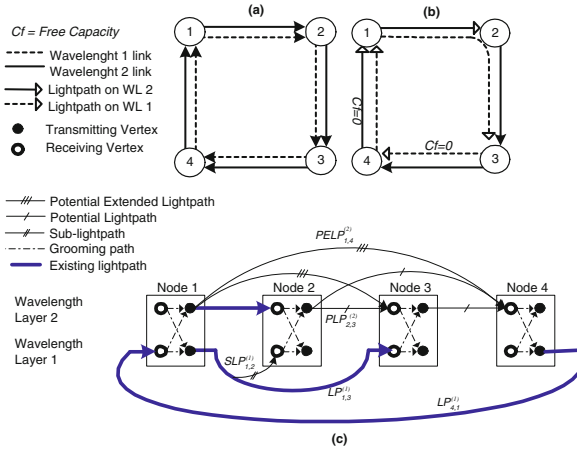 (a)
(b)
Cf = Free Capacity
Wavelenght 1 link
Wavelenght 2 link
Lightpath on WL 2
Lightpath on WL 1
Transmitting Vertex
Receiving Vertex
1
2
3
4
1
2
3
4
Cf=0
Cf=0
Potential Extended Lightpath
Potential Lightpath
Sub-lightpath
Grooming path
Existing lightpath
PELP(2)1,4
Node 1
Node 2
Node 3
Node 4
Wavelength
Layer 2
Wavelength
Layer 1
PLP(2)2,3
SLP(1)1,2
LP(1)1,3
LP(1)4,1
(c)